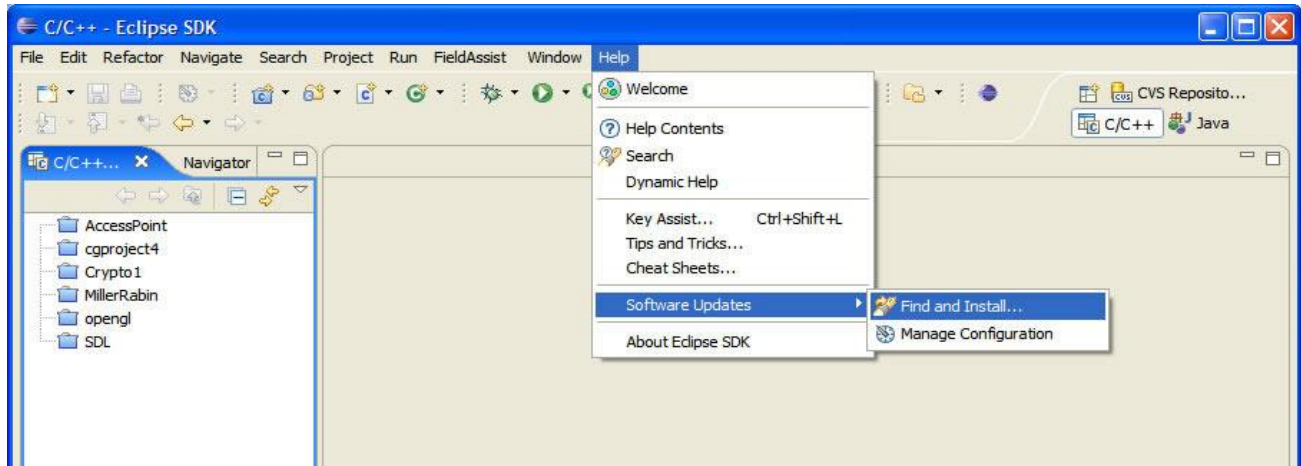 C/C++ - Eclipse SDK
File Edit Refactor Navigate Search Project Run FieldAssist Window Help
CVS Reposito...
C/C++ Java
C/C++... Navigator
AccessPoint
cgproject4
Crypto1
MillerRabin
opengl
SDL
Welcome
Help Contents
Search
Dynamic Help
Key Assist... Ctrl+Shift+L
Tips and Tricks...
Cheat Sheets...
Software Updates
About Eclipse SDK
Find and Install...
Manage Configuration